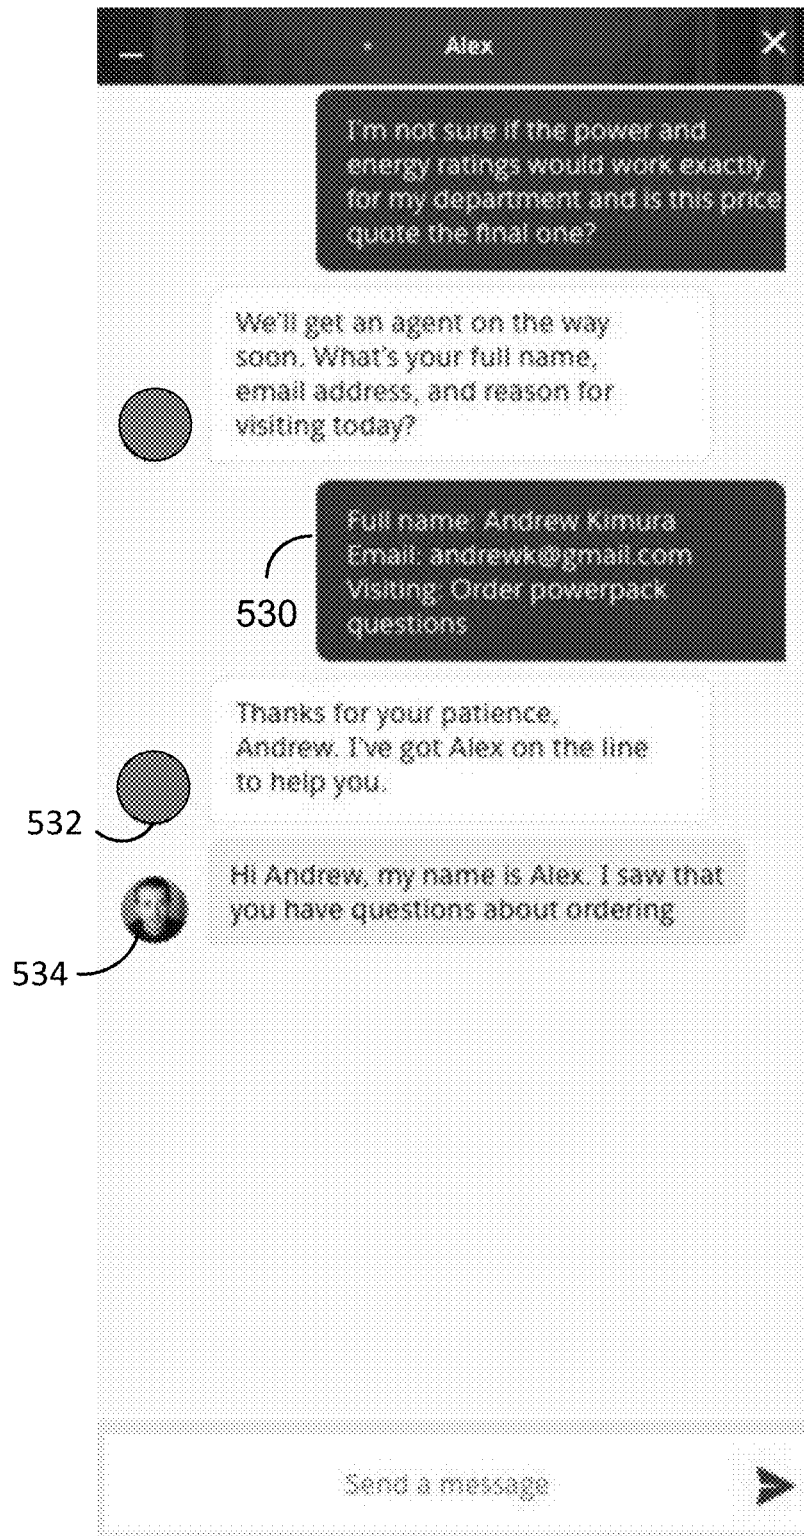 Alex
I'm not sure if the power and
energy ratings would work exactly
for my department and is this price
quote the final one?
We'll get an agent on the way
soon. What's your full name,
email address, and reason for
visiting today?
Full name: Andrew Kimura
Email: andrewk@gmail.com
Visiting: Order powerpack
questions
530
Thanks for your patience,
Andrew. I've got Alex on the line
to help you.
532
Hi Andrew, my name is Alex. I saw that
you have questions about ordering
534
Send a message